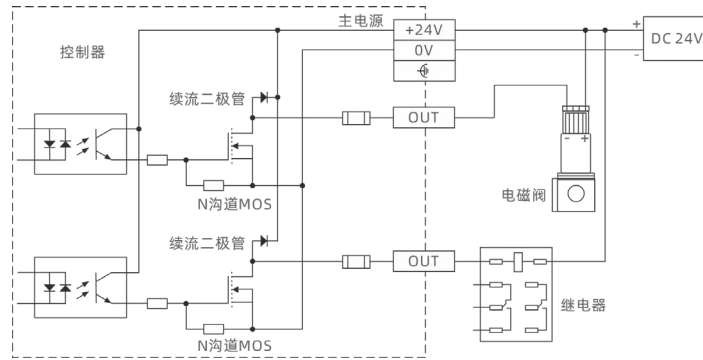 主电源
+24V
+
控制器
0V
DC 24V
-
续流二极管
OUT
- +
N沟道MOS
电磁阀
续流二极管
OUT
继电器
N沟道MOS